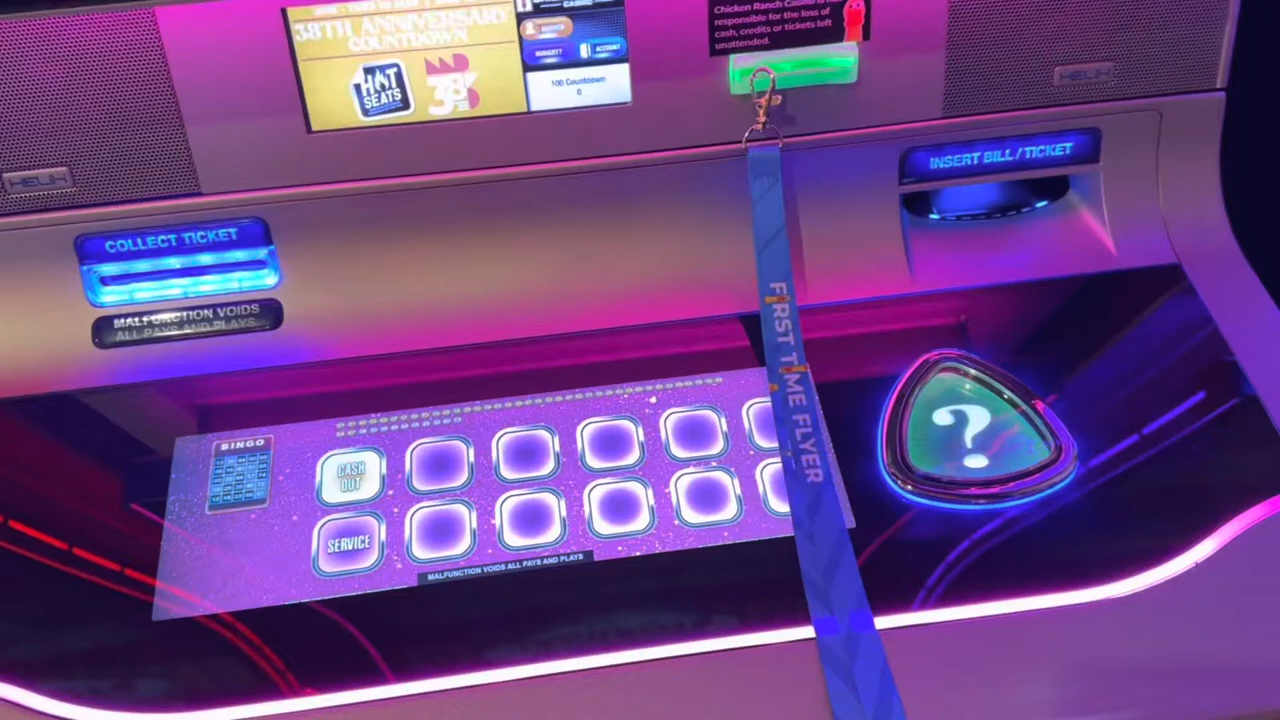 38TH ANNIVERSARY
COUNTDOWN
HOT
SEATS
38
ACCOUNT
100 Countdown
0
Chicken Ranch Casino is
responsible for the loss of
cash, credits or tickets left
unattended.
HELIX
HELIX
INSERT BILL / TICKET
COLLECT TICKET
MALFUNCTION VOIDS
ALL PAYS AND PLAYS
FIRST TIME FLYER
BINGO
CASH
OUT
SERVICE
?
MALFUNCTION VOIDS ALL PAYS AND PLAYS